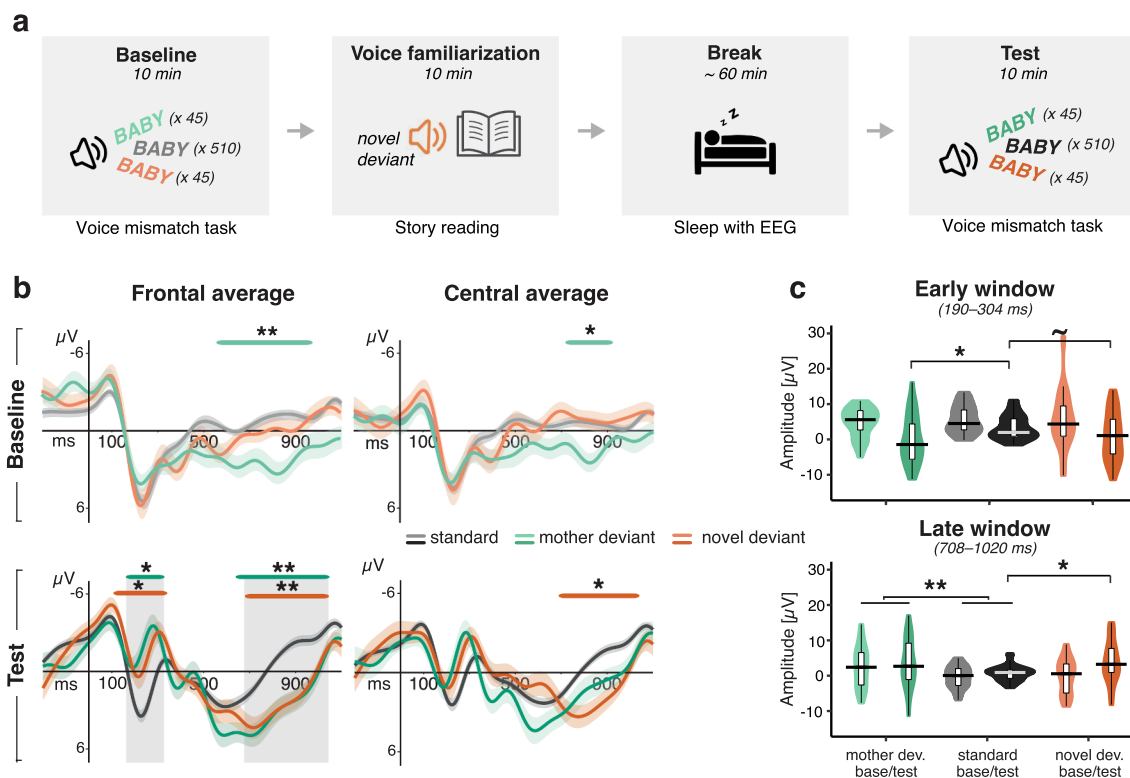 a
Baseline
10 min
BABY (x 45)
BABY (x 510)
BABY (x 45)
Voice mismatch task
Voice familiarization
10 min
novel
deviant
Story reading
Break
~ 60 min
z z Z
Sleep with EEG
Test
10 min
BABY (x 45)
BABY (x 510)
BABY (x 45)
Voice mismatch task
b
Frontal average
Central average
Baseline
µV
-6
**
ms 100 500 900
6
µV
-6
*
ms 100 500 900
6
standard mother deviant novel deviant
Test
µV
-6
* **
* **
ms 100 500 900
6
µV
-6
*
ms 100 500 800
6
c
Early window
(190–304 ms)
Amplitude [µV]
30
20
10
0
-10
* ~
Late window
(708–1020 ms)
Amplitude [µV]
30
20
10
0
-10
** *
mother dev.
base/test
standard
base/test
novel dev.
base/test